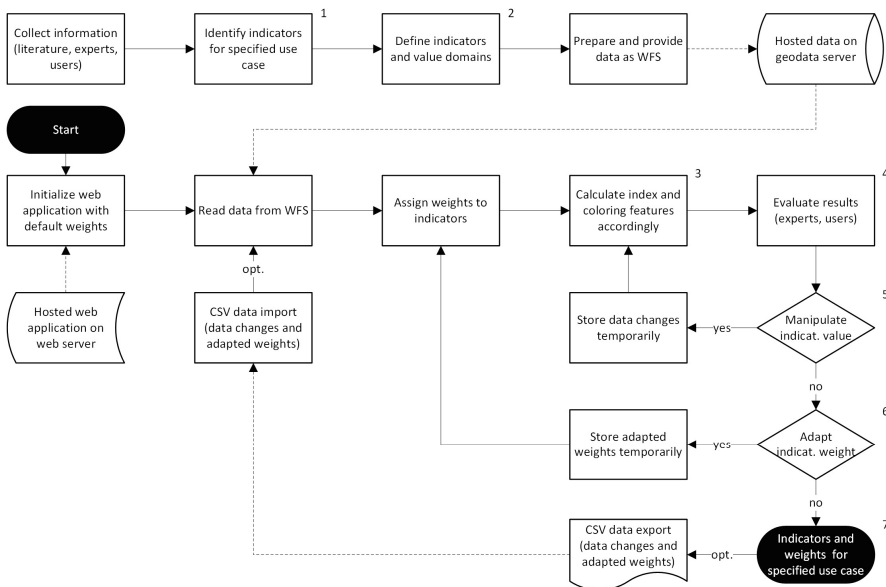 Collect information
(literature, experts,
users)
1
Identify indicators
for specified use
case
2
Define indicators
and value domains
Prepare and provide
data as WFS
Hosted data on
geodata server
Start
Initialize web
application with
default weights
Read data from WFS
Assign weights to
indicators
3
Calculate index and
coloring features
accordingly
4
Evaluate results
(experts, users)
opt.
Hosted web
application on
web server
CSV data import
(data changes and
adapted weights)
Store data changes
temporarily
yes
5
Manipulate
indicat. value
no
Store adapted
weights temporarily
yes
6
Adapt
indicat. weight
no
CSV data export
(data changes and
adapted weights)
opt.
7
Indicators and
weights for
specified use case